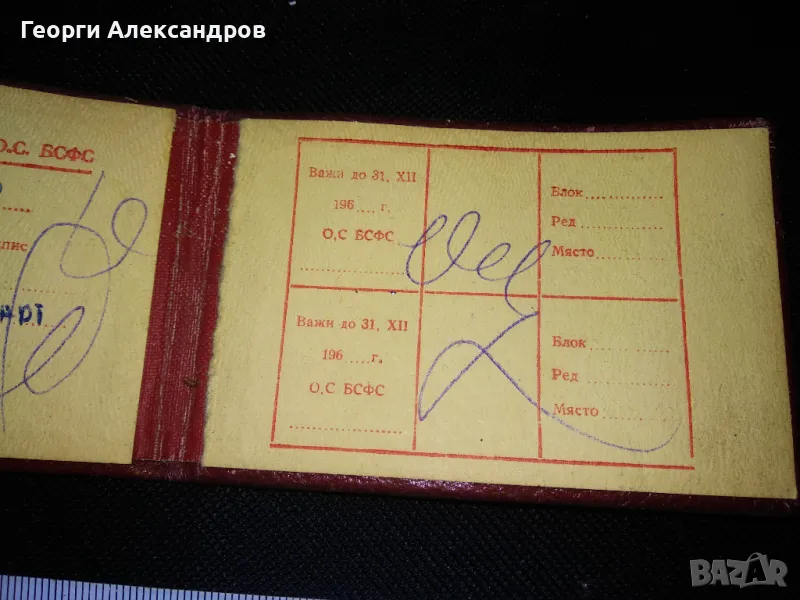 Георги Александров
О.С. БСФС
пис
АРТ
Важи до 31, XII
196.... г.
О,С БСФС
Блок
Ред
Място
Важи до 31, XII
196.... г.
О,С БСФС
Блок
Ред
Място
BAZAR